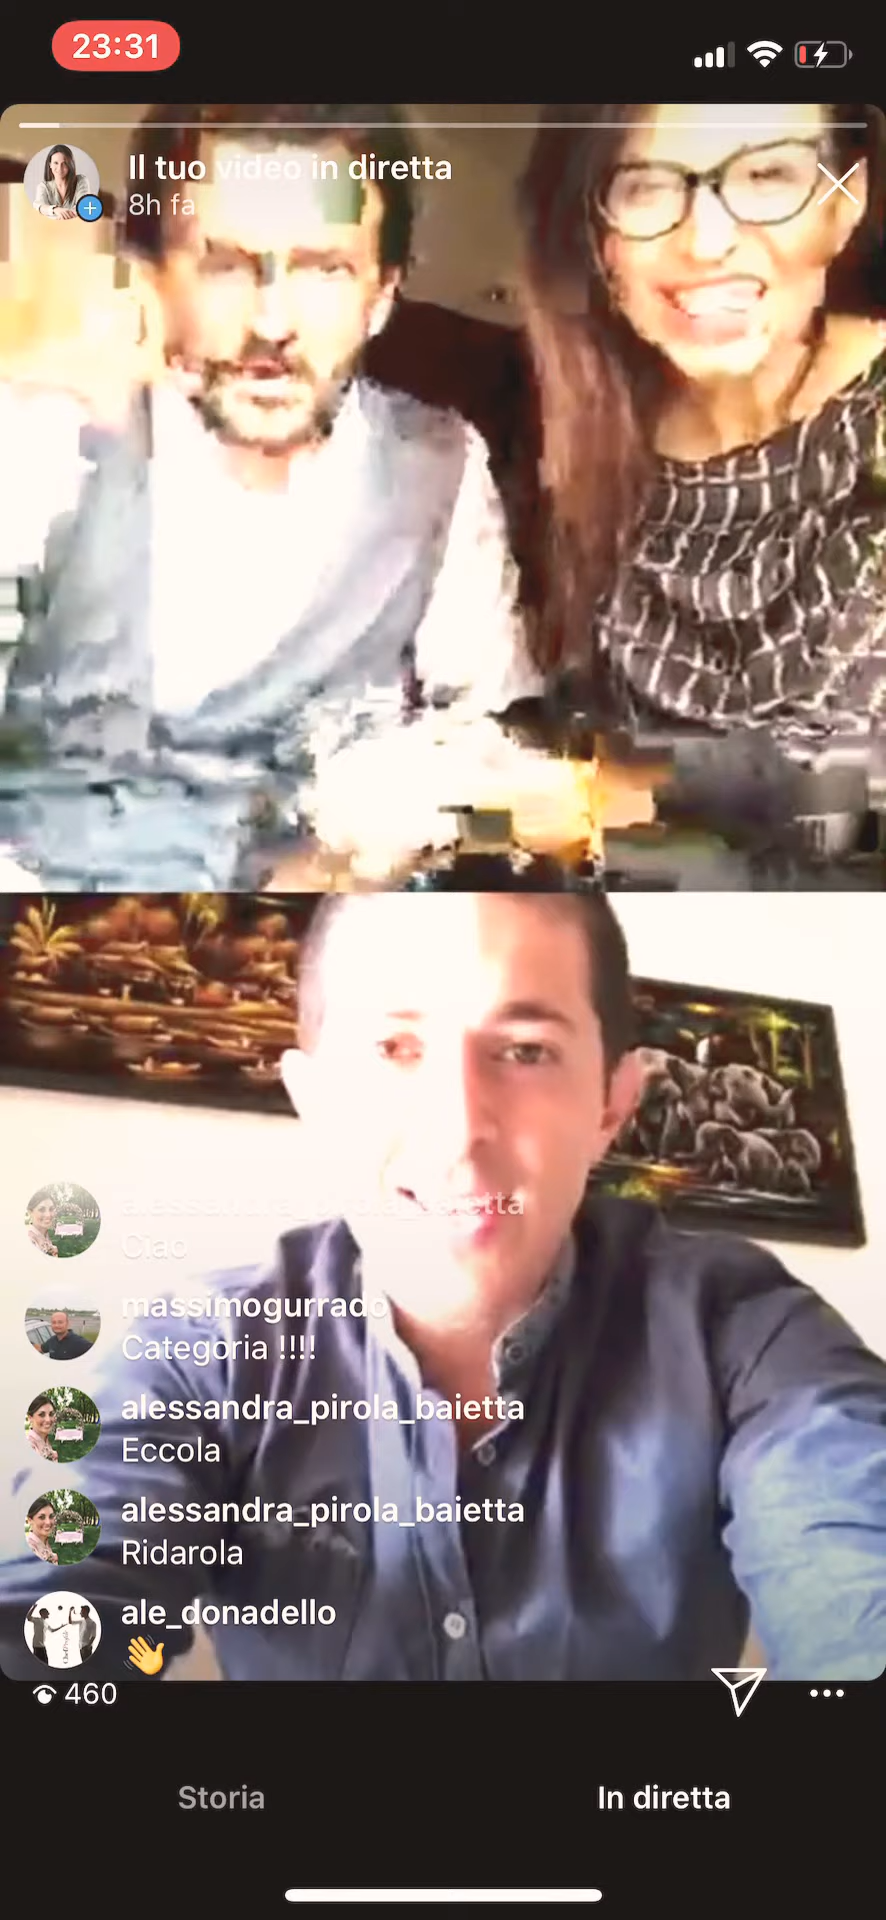 23:31
Il tuo video in diretta
8h fa
alessandra_pirola_baietta
Ciao
massimogurrado
Categoria !!!!
alessandra_pirola_baietta
Eccola
alessandra_pirola_baietta
Ridarola
ale_donadello
👋
460
Storia
In diretta